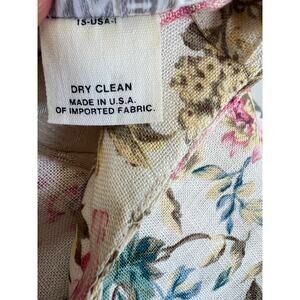 DRY CLEAN
MADE IN U.S.A.
OF IMPORTED FABRIC.